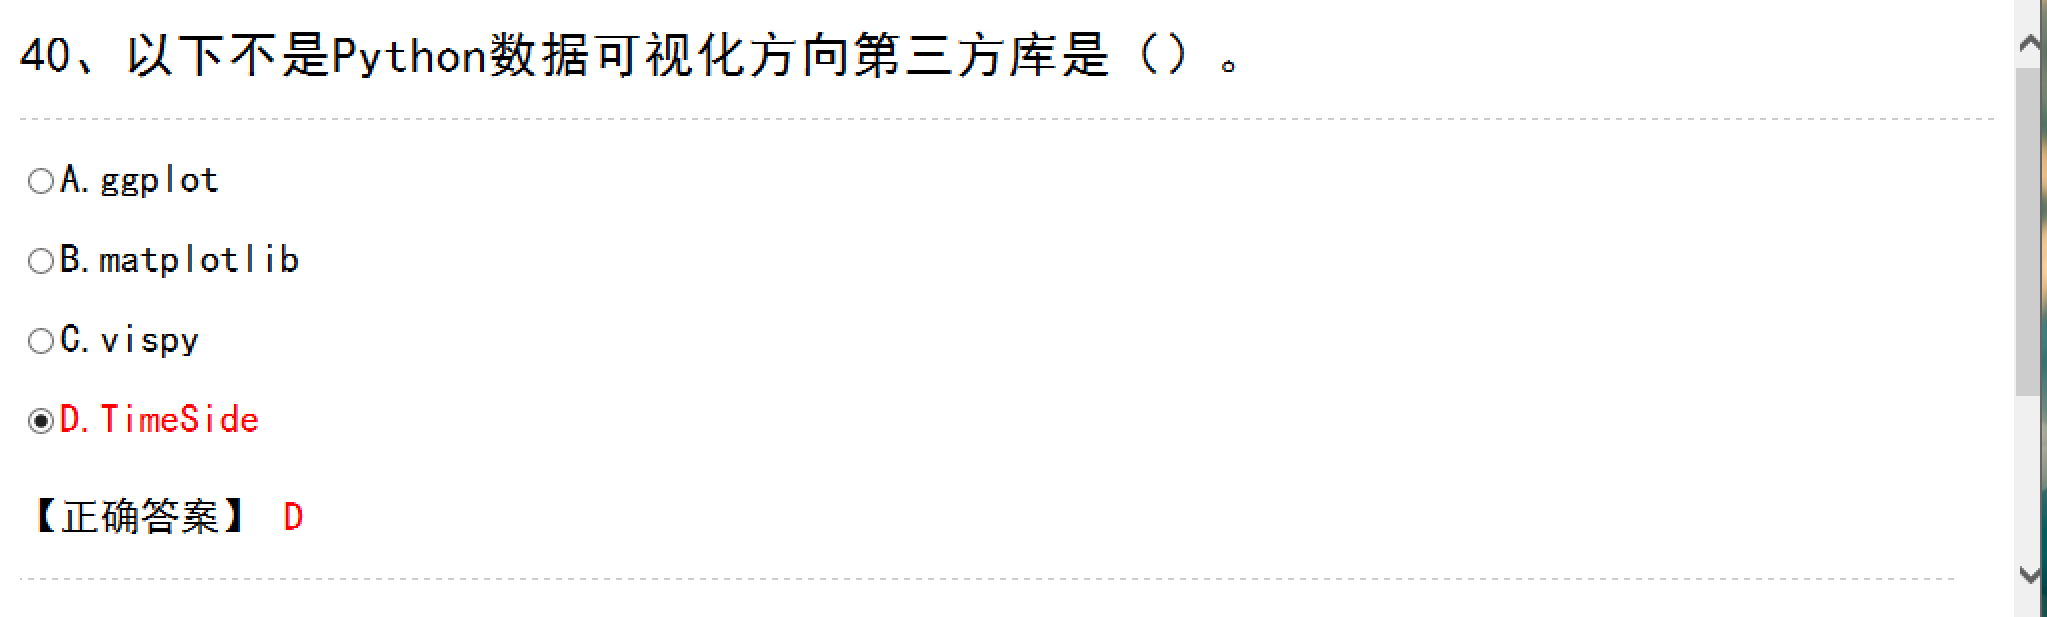 40、以下不是Python数据可视化方向第三方库是（）。
A.ggplot
B.matplotlib
C.vispy
D.TimeSide
【正确答案】 D